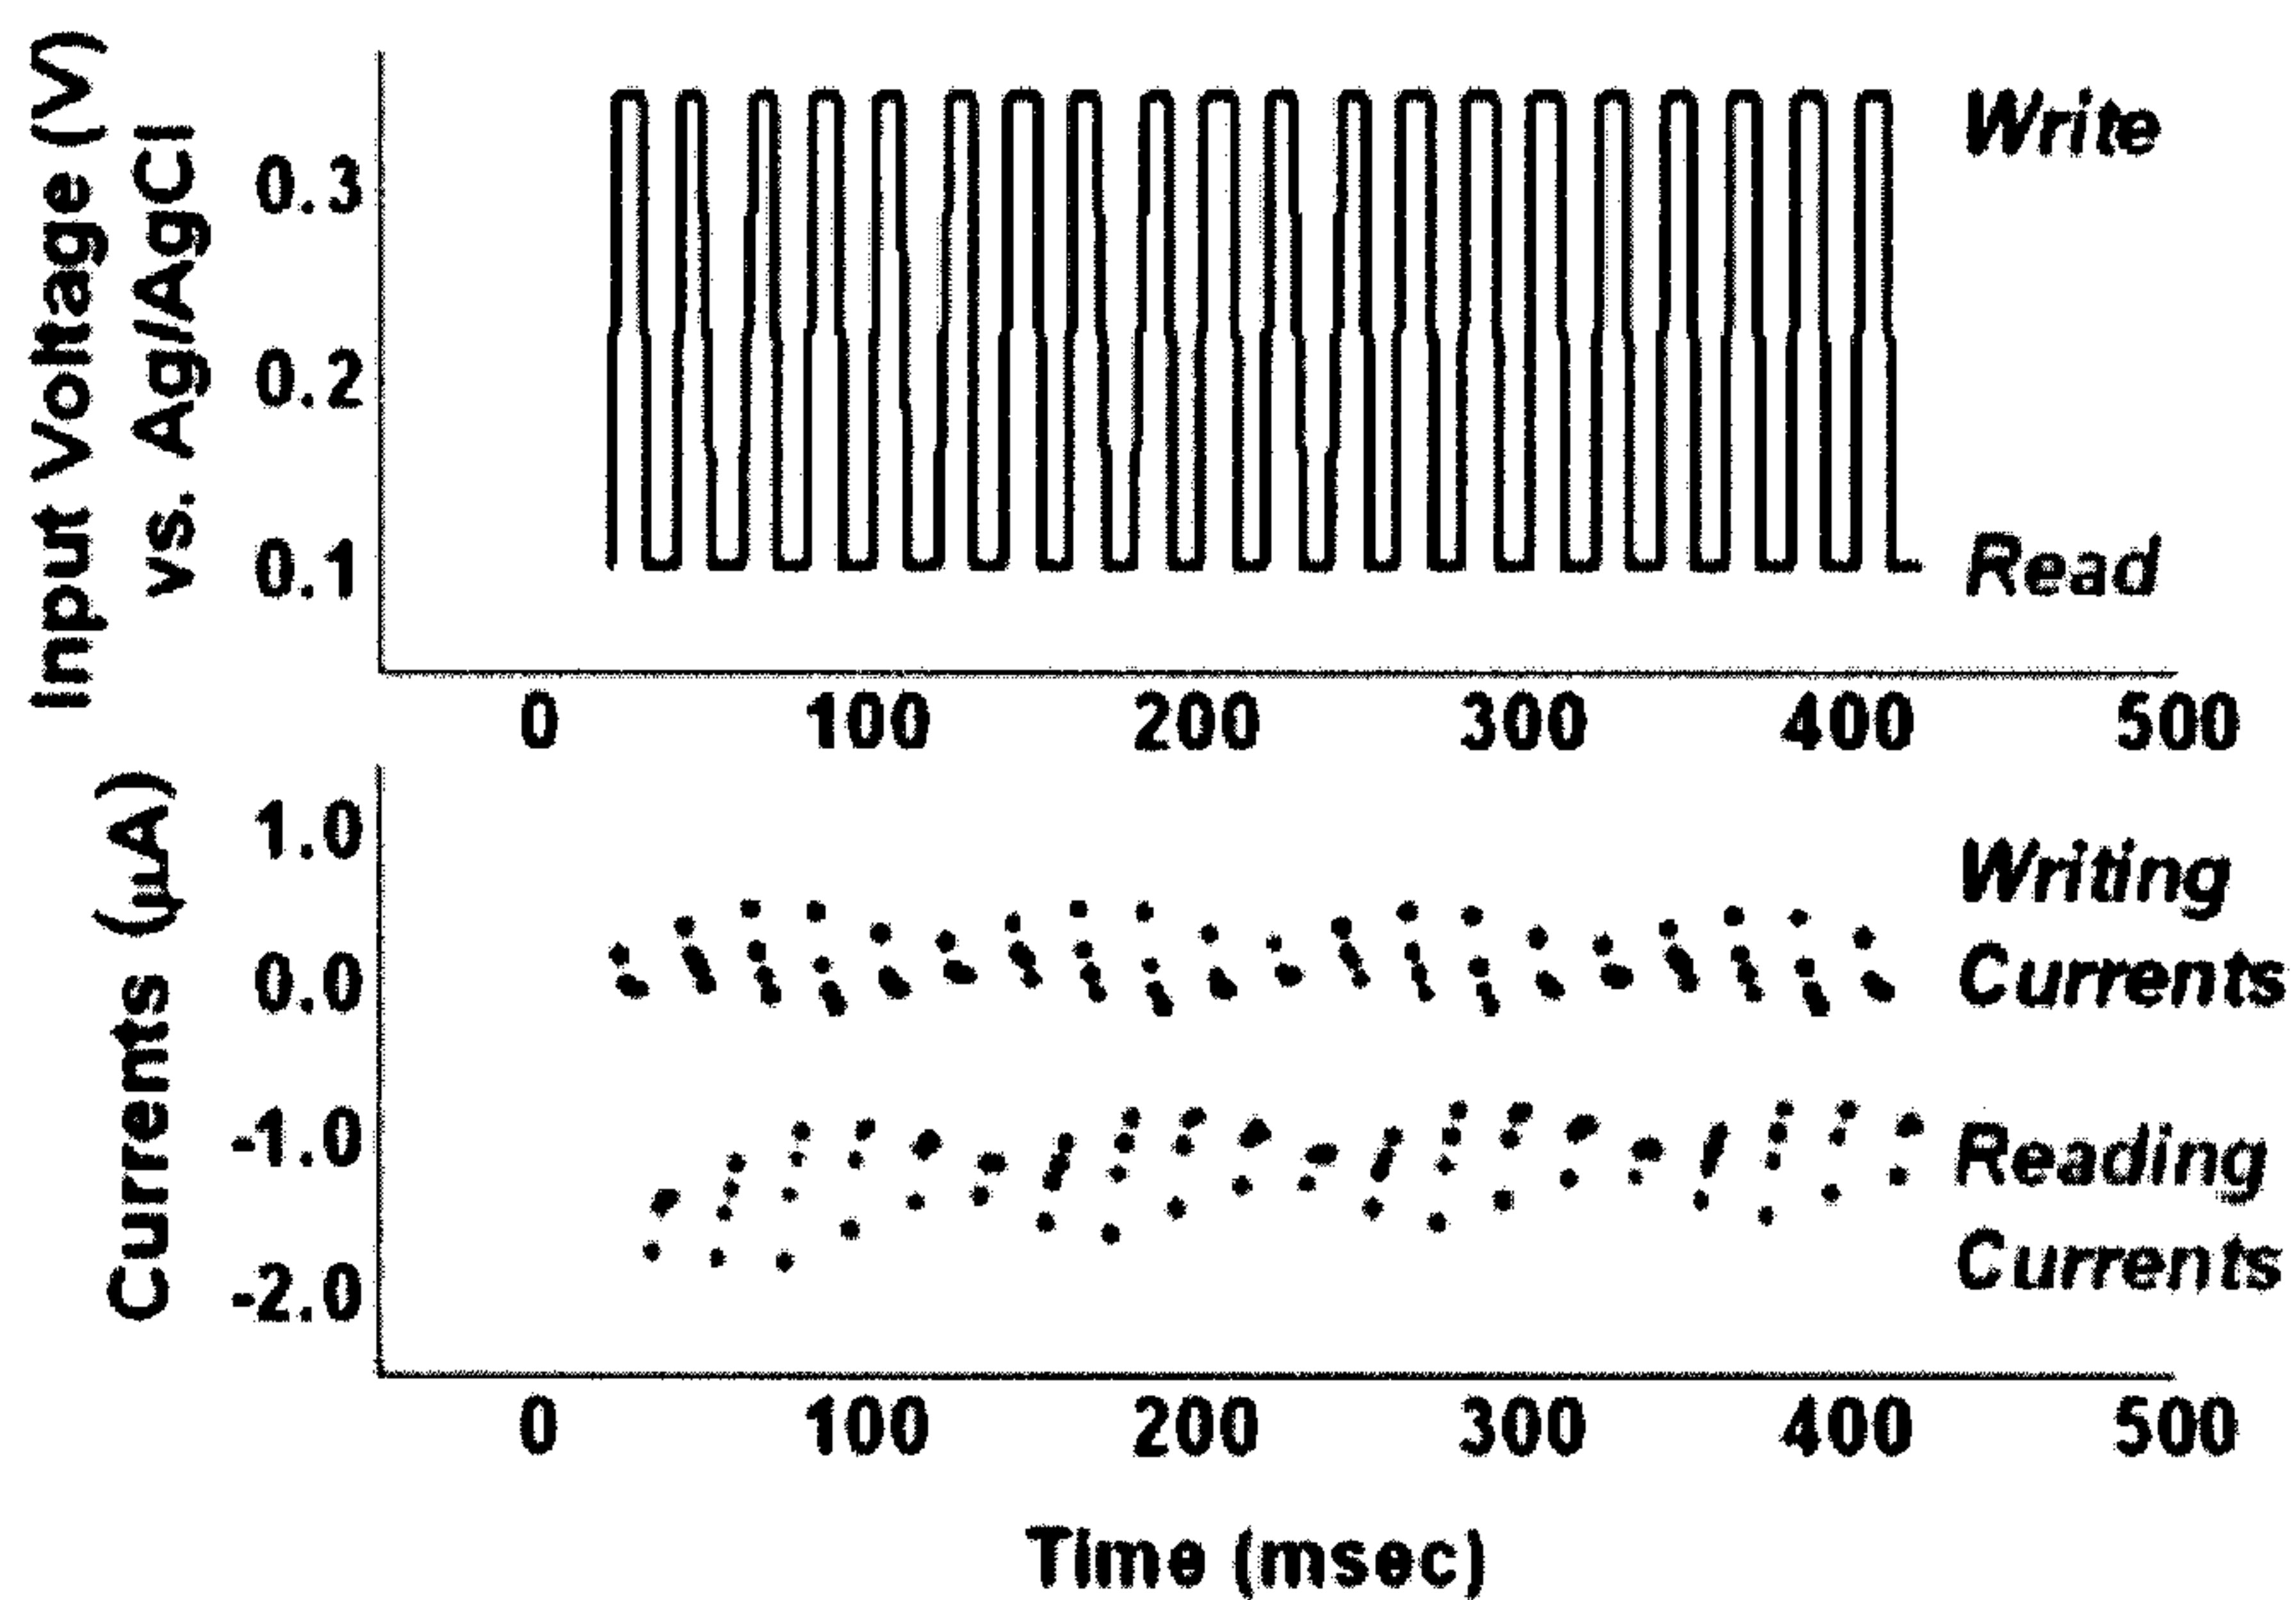 Input Voltage (V)
vs. Ag/AgCl
0.3
0.2
0.1
Write
Read
0 100 200 300 400 500
Currents (µA)
1.0
0.0
-1.0
-2.0
Writing
Currents
Reading
Currents
0 100 200 300 400 500
Time (msec)